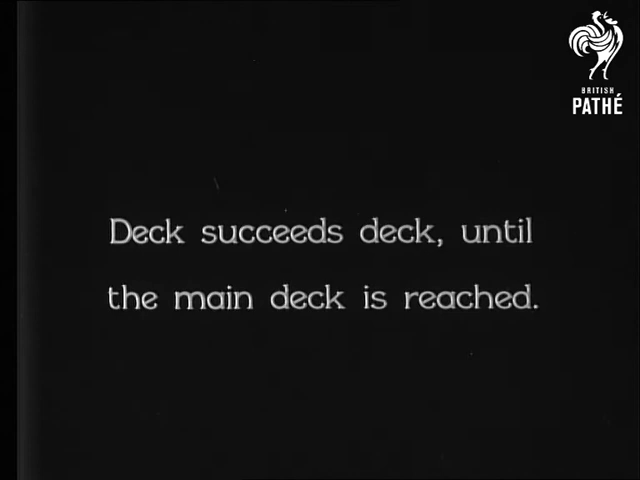 BRITISH
PATHÉ
Deck succeeds deck, until
the main deck is reached.